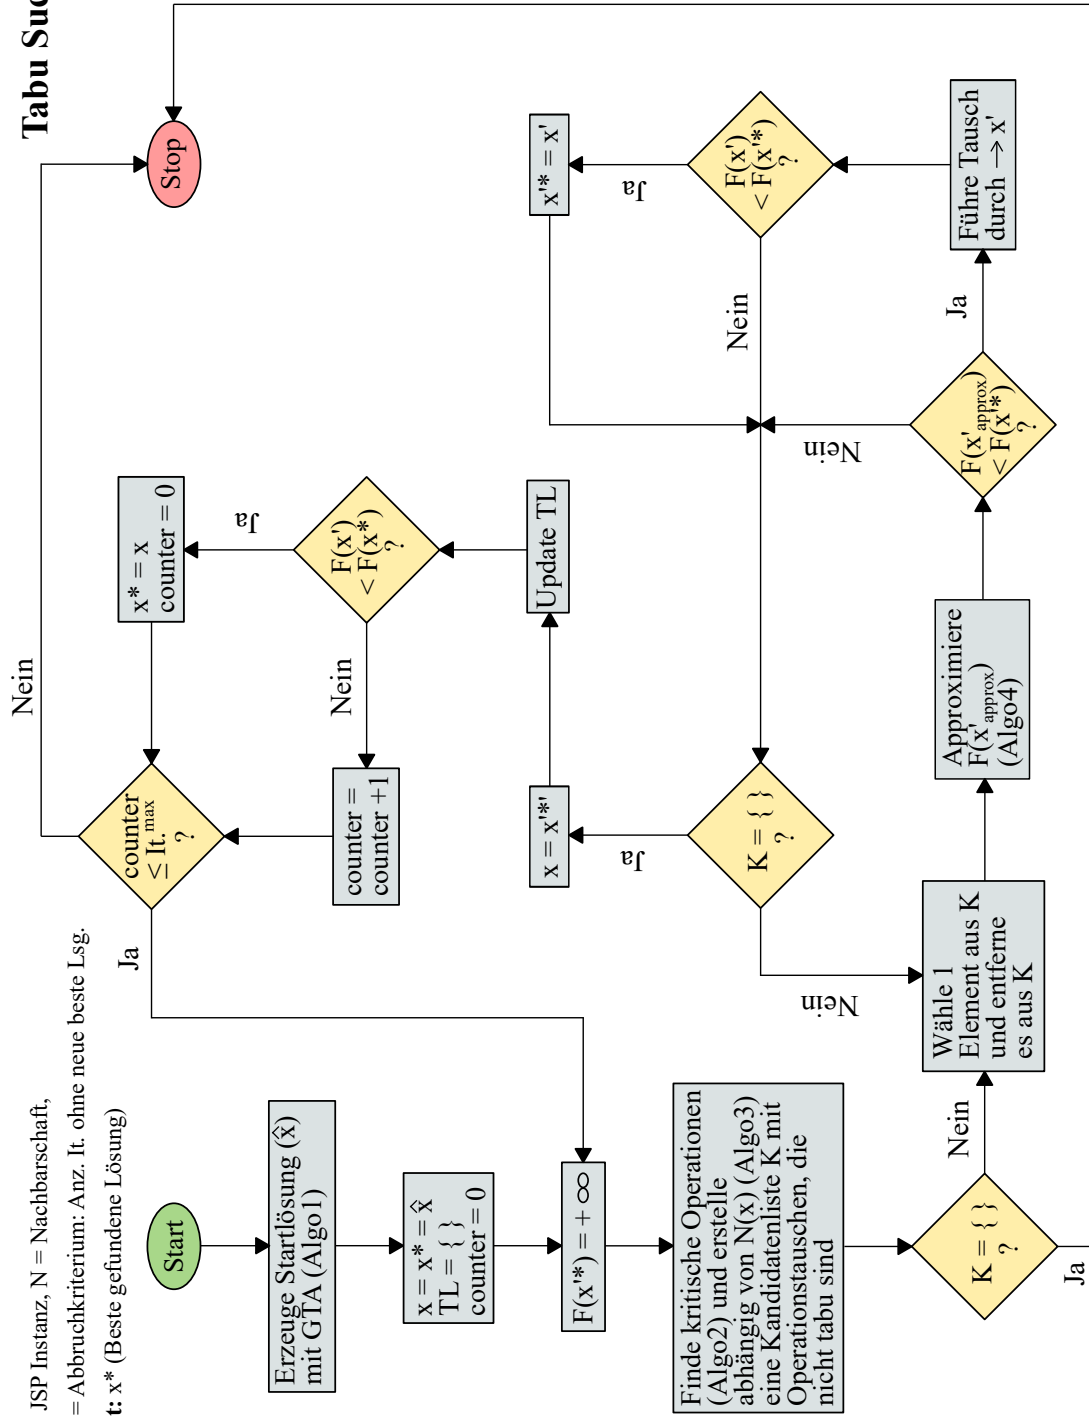 Tabu Suc
JSP Instanz, N = Nachbarschaft,
= Abbruchkriterium: Anz. It. ohne neue beste Lsg.
t: x* (Beste gefundene Lösung)
Start
Erzeuge Startlösung (x̂)
mit GTA (Algo1)
x = x* = x̂
TL = { }
counter = 0
F(x'*) = + ∞
Finde kritische Operationen
(Algo2) und erstelle
abhängig von N(x) (Algo3)
eine Kandidatenliste K mit
Operationstauschen, die
nicht tabu sind
K = { }
?
Ja
Nein
Wähle 1
Element aus K
und entferne
es aus K
Approximiere
F(x'approx)
(Algo4)
F(x'approx)
< F(x'*)
?
Nein
Ja
Führe Tausch
durch → x'
F(x')
< F(x'*)
?
Nein
Ja
x'* = x'
K = { }
?
Nein
Ja
x = x'*'
Update TL
F(x')
< F(x*)
?
Nein
Ja
counter =
counter +1
x* = x
counter = 0
counter
≤ It.max
?
Ja
Nein
Stop